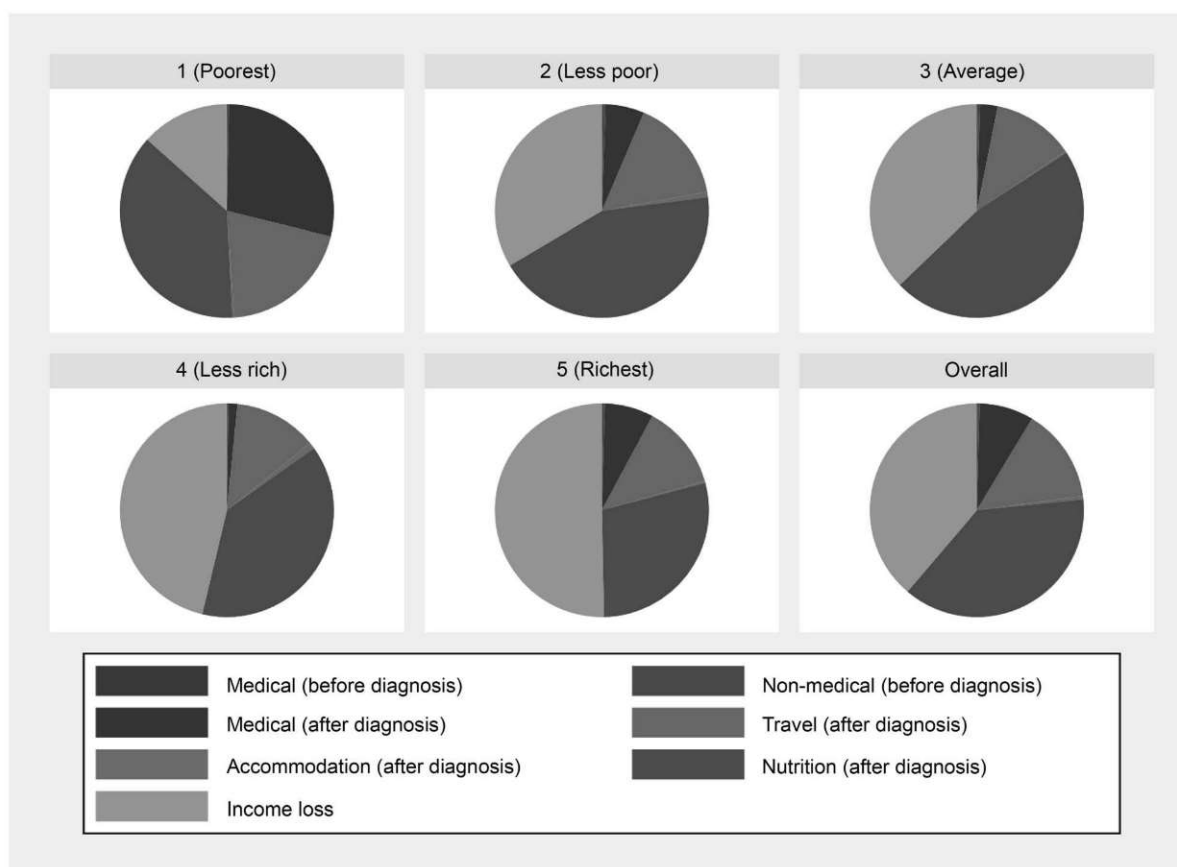 1 (Poorest)
2 (Less poor)
3 (Average)
4 (Less rich)
5 (Richest)
Overall
Medical (before diagnosis)
Non-medical (before diagnosis)
Medical (after diagnosis)
Travel (after diagnosis)
Accommodation (after diagnosis)
Nutrition (after diagnosis)
Income loss